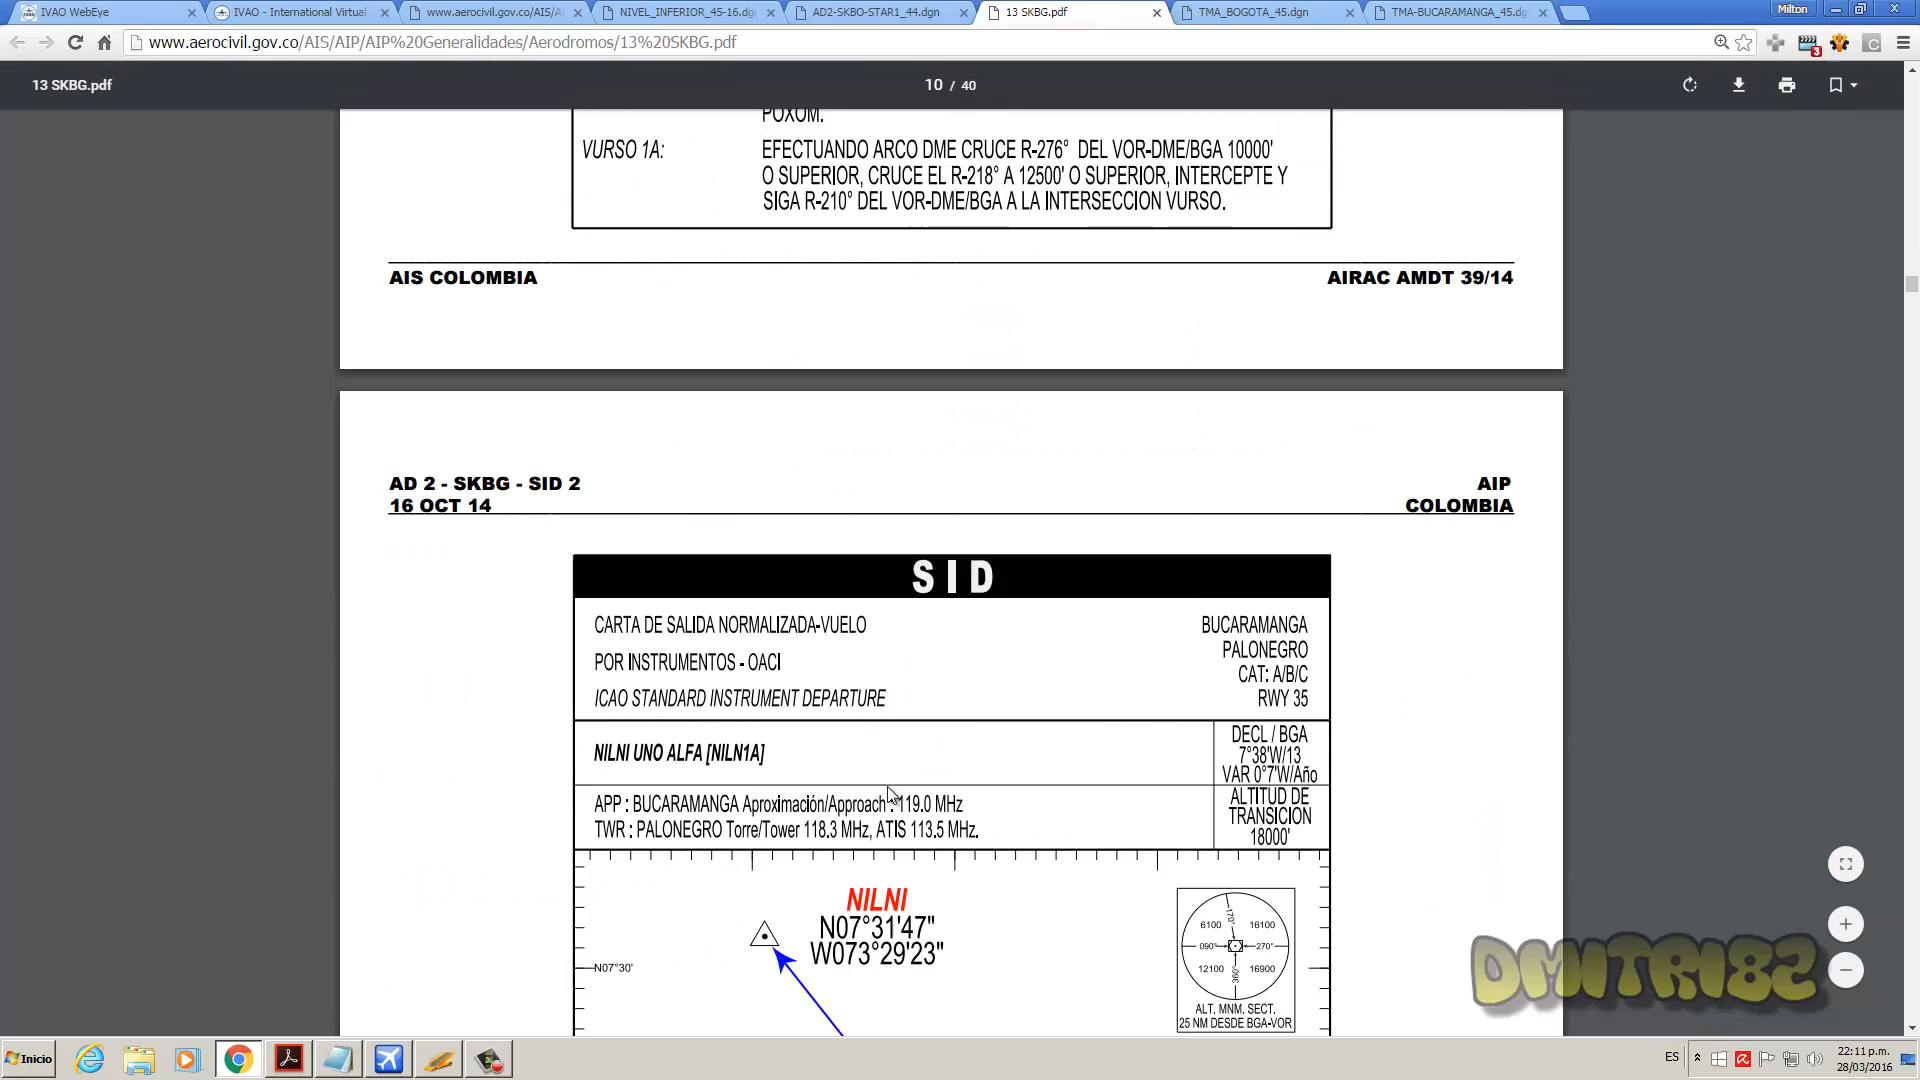 IVAO WebEye
IVAO - International Virtual
www.aerocivil.gov.co/AIS/A
NIVEL_INFERIOR_45-16.dg
AD2-SKBO-STAR1_44.dgn
13 SKBG.pdf
TMA_BOGOTA_45.dgn
TMA-BUCARAMANGA_45.dg
Milton
www.aerocivil.gov.co/AIS/AIP/AIP%20Generalidades/Aerodromos/13%20SKBG.pdf
3
13 SKBG.pdf
10 / 40
POXOM.
VURSO 1A:
EFECTUANDO ARCO DME CRUCE R-276° DEL VOR-DME/BGA 10000'
O SUPERIOR, CRUCE EL R-218° A 12500' O SUPERIOR, INTERCEPTE Y
SIGA R-210° DEL VOR-DME/BGA A LA INTERSECCION VURSO.
AIS COLOMBIA
AIRAC AMDT 39/14
AD 2 - SKBG - SID 2
AIP
16 OCT 14
COLOMBIA
SID
CARTA DE SALIDA NORMALIZADA-VUELO
POR INSTRUMENTOS - OACI
ICAO STANDARD INSTRUMENT DEPARTURE
BUCARAMANGA
PALONEGRO
CAT: A/B/C
RWY 35
NILNI UNO ALFA [NILN1A]
DECL / BGA
7°38'W/13
VAR 0°7'W/Año
APP : BUCARAMANGA Aproximación/Approach : 119.0 MHz
TWR : PALONEGRO Torre/Tower 118.3 MHz, ATIS 113.5 MHz.
ALTITUD DE
TRANSICION
18000'
NILNI
N07°31'47"
W073°29'23"
N07°30'
170°
6100 16100
090° 270°
12100 16900
360°
ALT. MNM. SECT.
25 NM DESDE BGA-VOR
DMITRI82
Inicio
ES
22:11 p.m.
28/03/2016